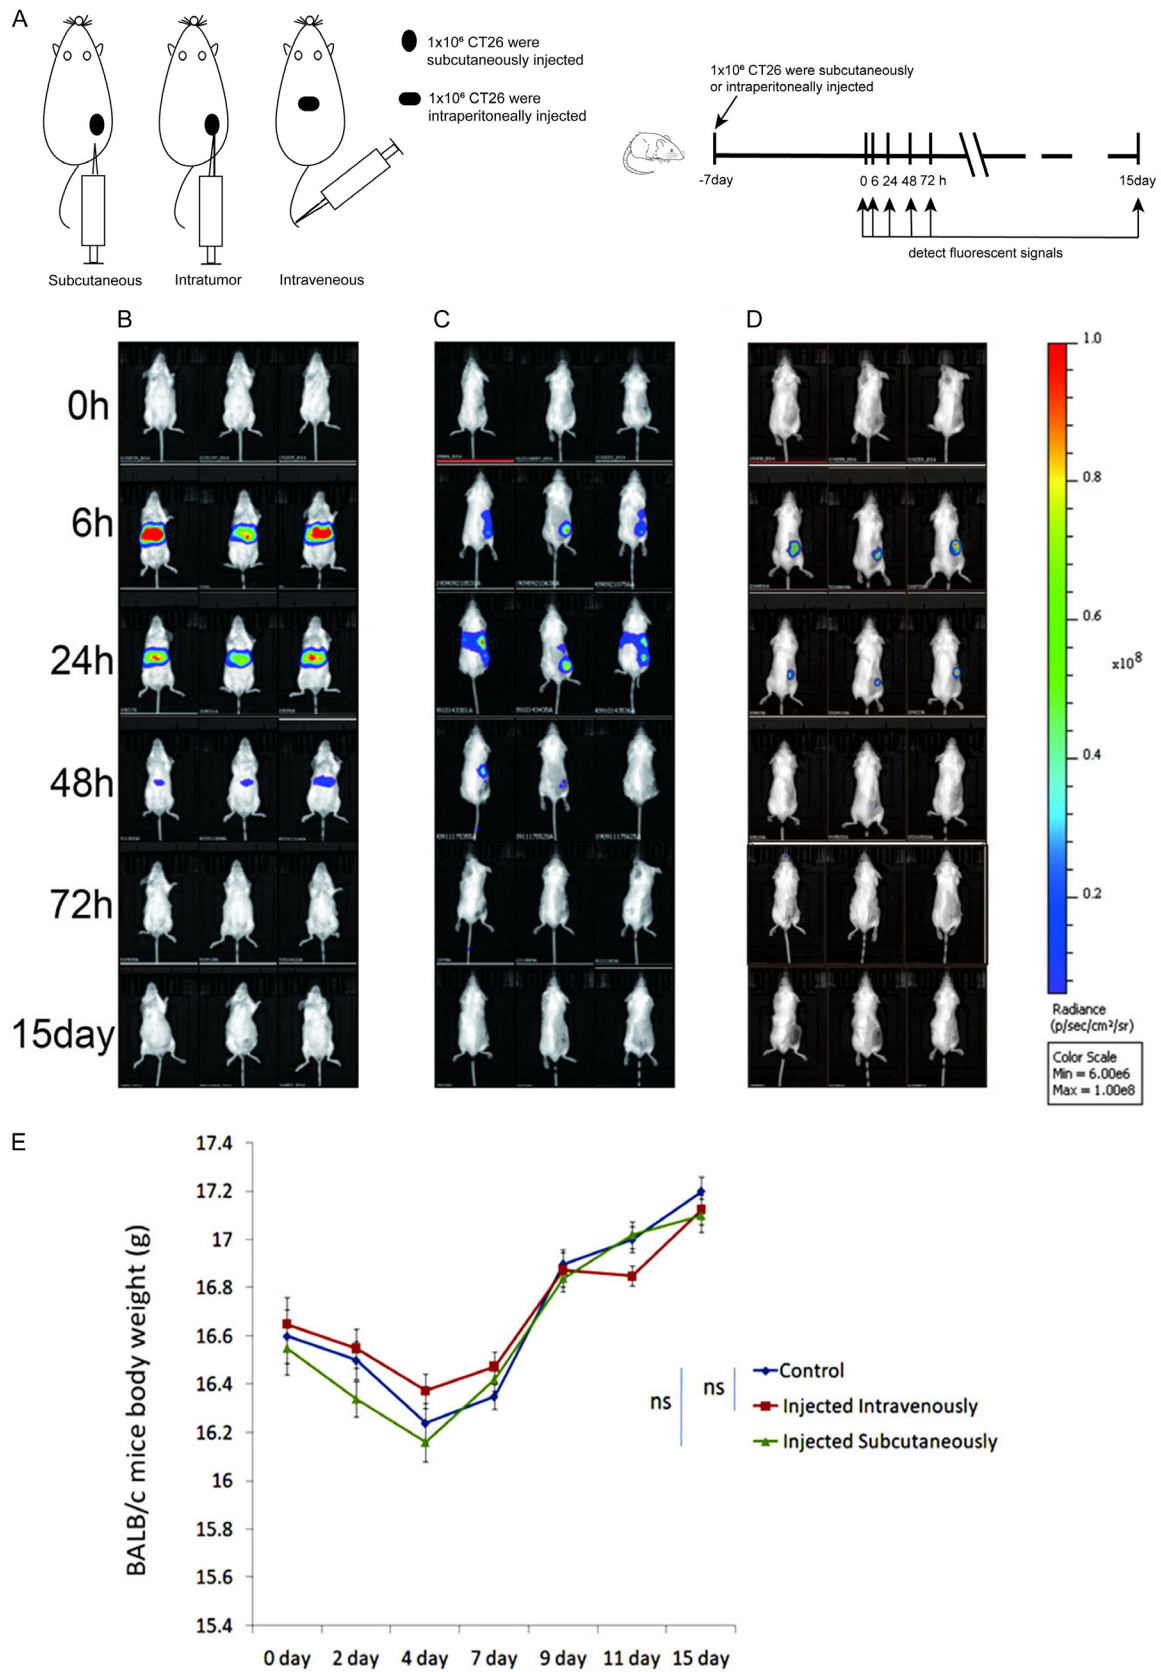 A
1x10⁶ CT26 were
subcutaneously injected
1x10⁶ CT26 were
intraperitoneally injected
Subcutaneous
Intratumor
Intraveneous
1x10⁶ CT26 were subcutaneously
or intraperitoneally injected
-7day
0 6 24 48 72 h
15day
detect fluorescent signals
B
C
D
0h
6h
24h
48h
72h
15day
1.0
0.8
0.6
x10⁸
0.4
0.2
Radiance
(p/sec/cm²/sr)
Color Scale
Min = 6.00e6
Max = 1.00e8
E
BALB/c mice body weight (g)
17.4
17.2
17
16.8
16.6
16.4
16.2
16
15.8
15.6
15.4
0 day
2 day
4 day
7 day
9 day
11 day
15 day
ns
ns
Control
Injected Intravenously
Injected Subcutaneously